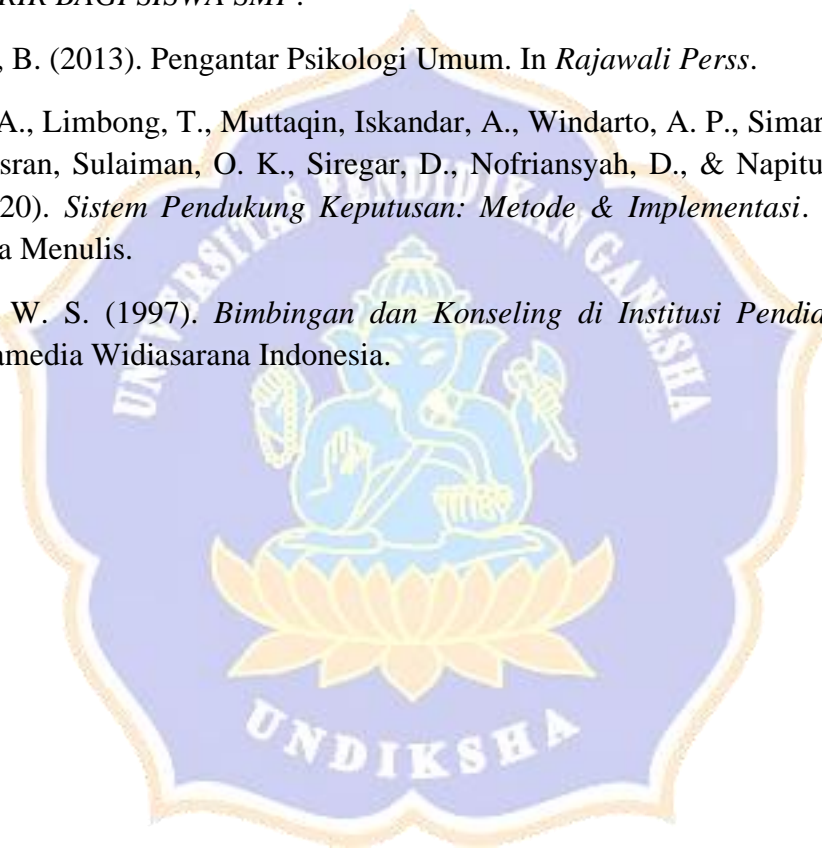 RIR BAGI SISWA SMP.
, B. (2013). Pengantar Psikologi Umum. In Rajawali Perss.
A., Limbong, T., Muttaqin, Iskandar, A., Windarto, A. P., Simar
sran, Sulaiman, O. K., Siregar, D., Nofriansyah, D., & Napitu
20). Sistem Pendukung Keputusan: Metode & Implementasi.
a Menulis.
W. S. (1997). Bimbingan dan Konseling di Institusi Pendid
amedia Widiasarana Indonesia.
UNIVERSITAS PENDIDIKAN GANESHA
UNDIKSHA